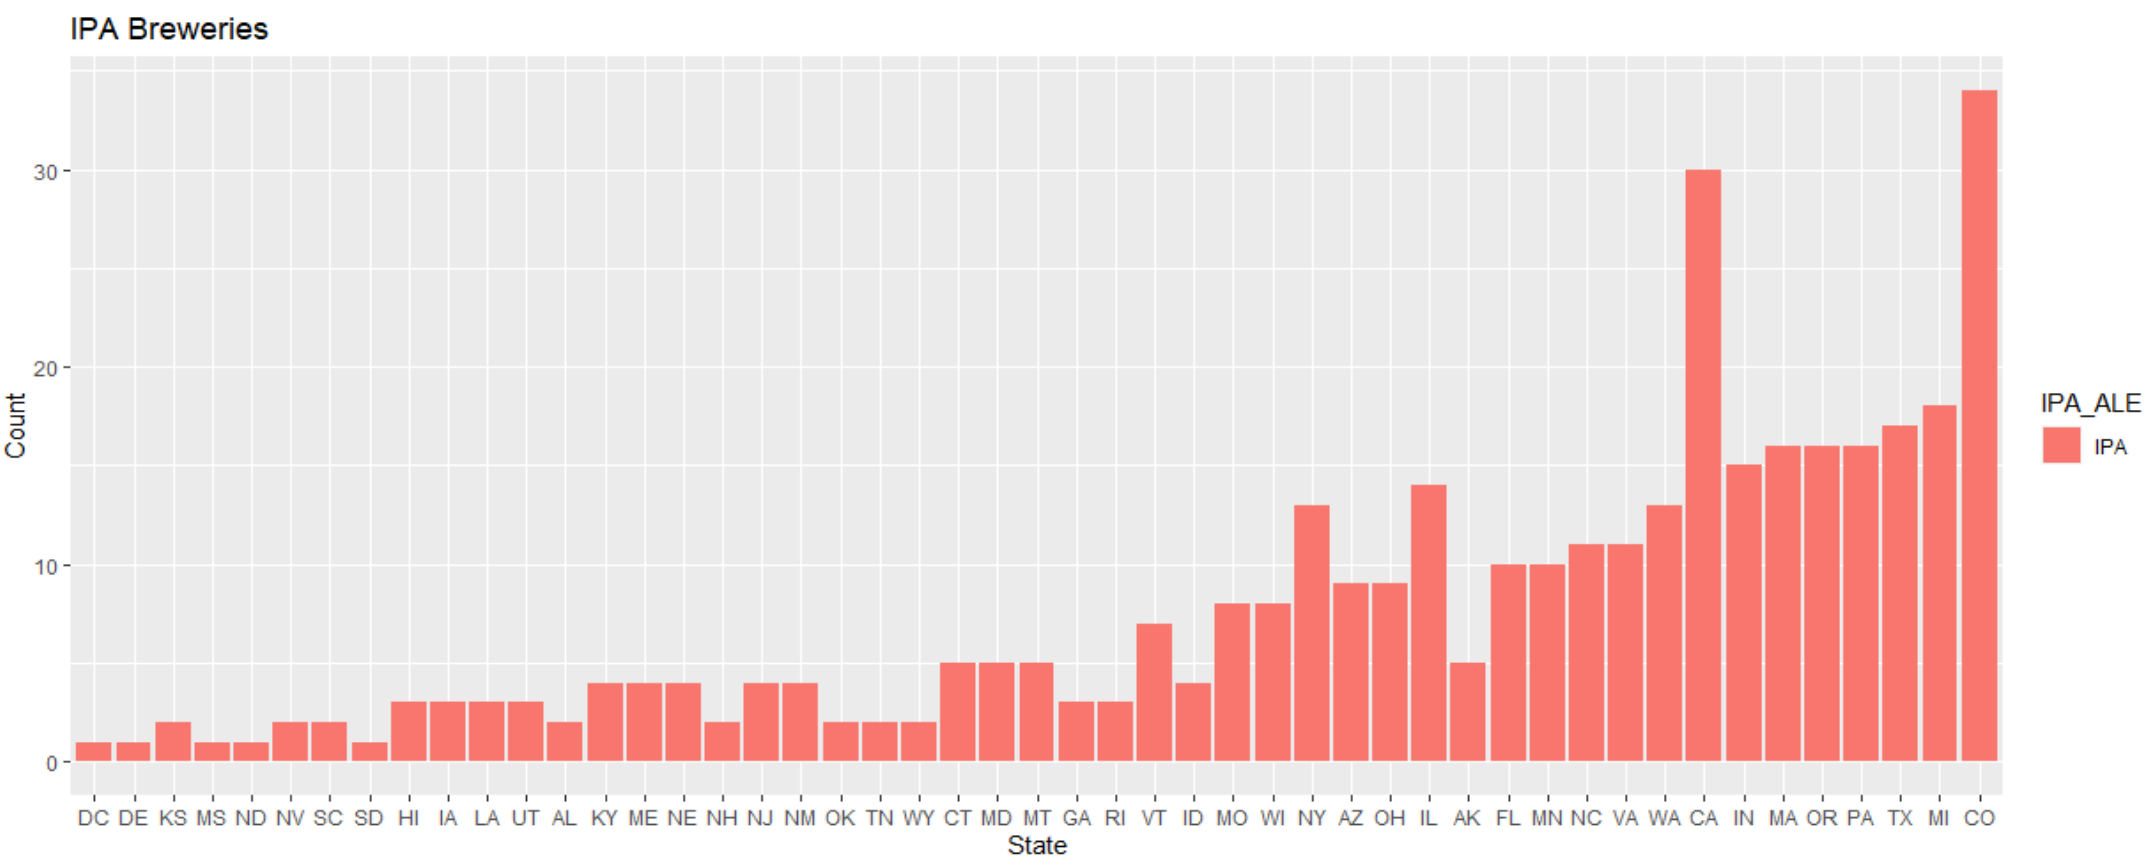 IPA Breweries
30
20
10
0
Count
DC DE KS MS ND NV SC SD HI IA LA UT AL KY ME NE NH NJ NM OK TN WY CT MD MT GA RI VT ID MO WI NY AZ OH IL AK FL MN NC VA WA CA IN MA OR PA TX MI CO
State
IPA_ALE
IPA